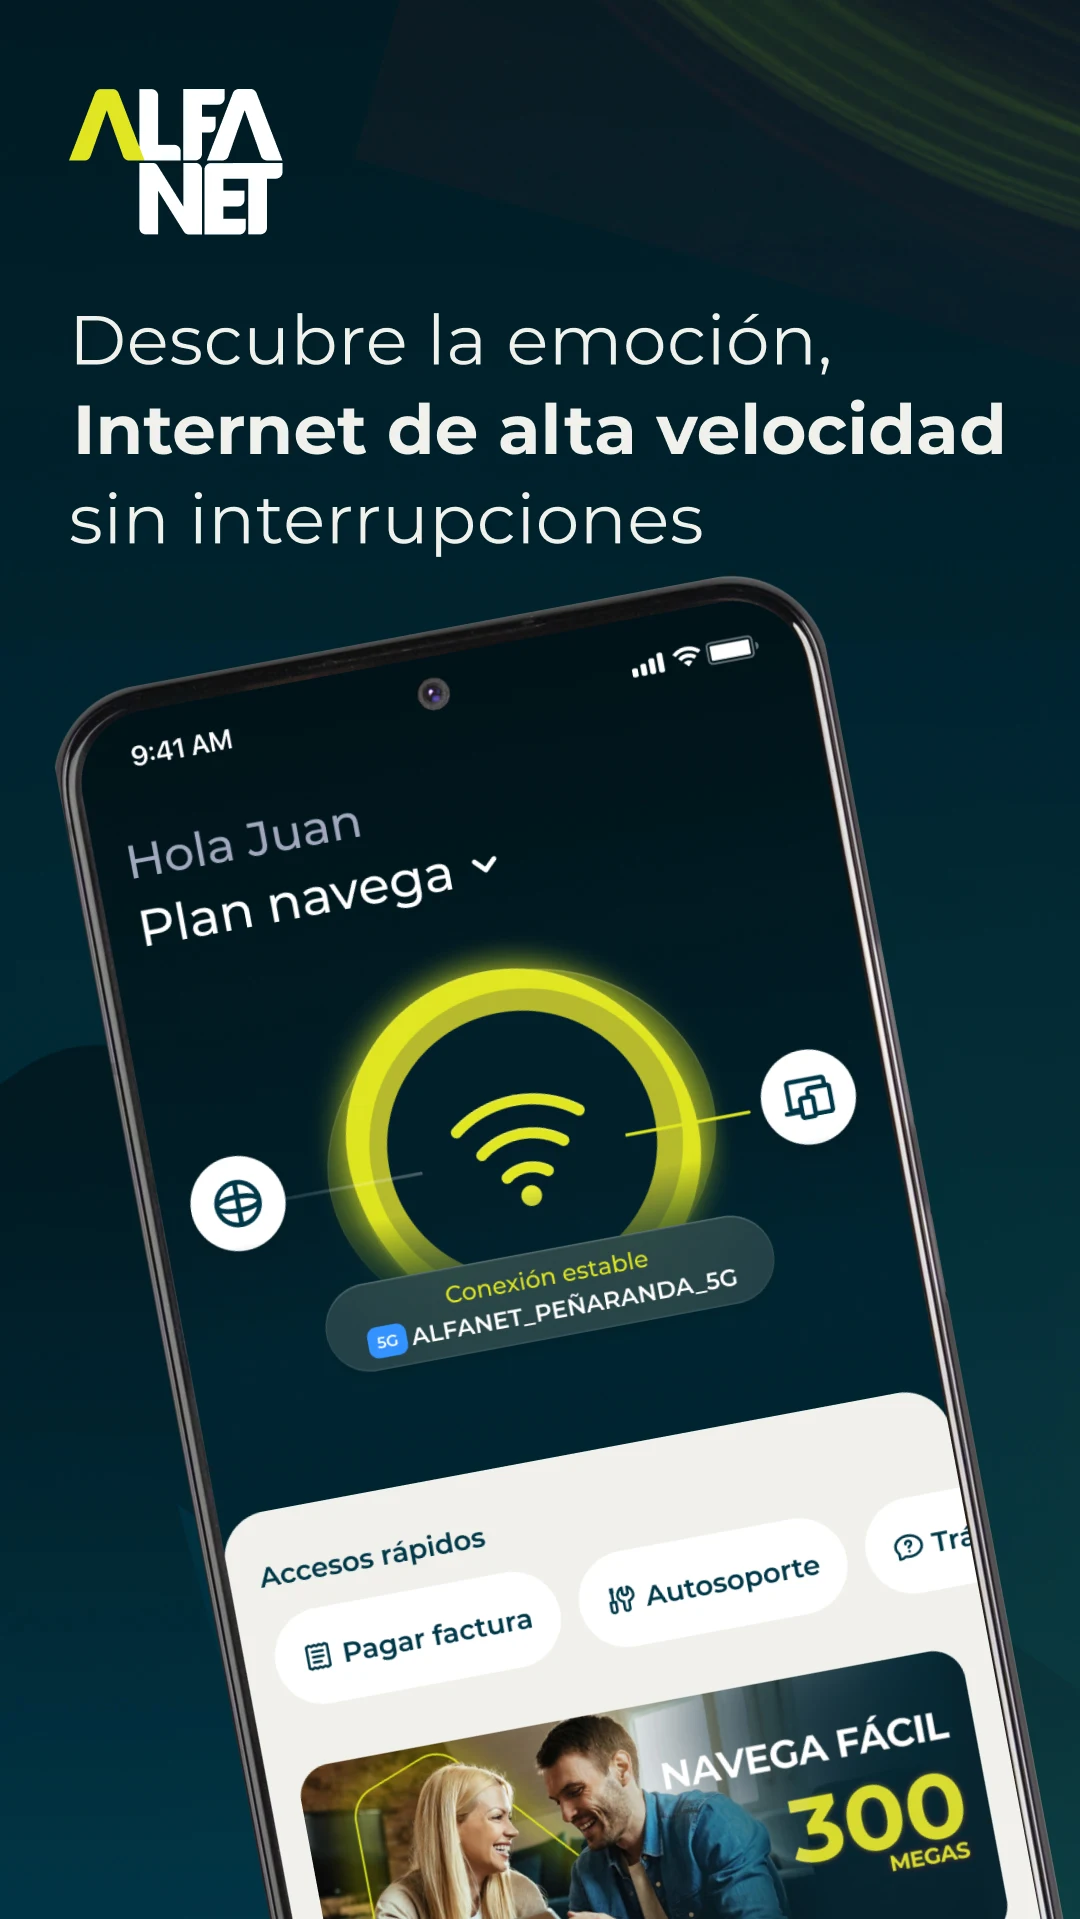 ALFA
NET
Descubre la emoción,
Internet de alta velocidad
sin interrupciones
9:41 AM
Hola Juan
Plan navega
Conexión estable
5G ALFANET_PEÑARANDA_5G
Accesos rápidos
Pagar factura
Autosoporte
Trá
NAVEGA FÁCIL
300
MEGAS